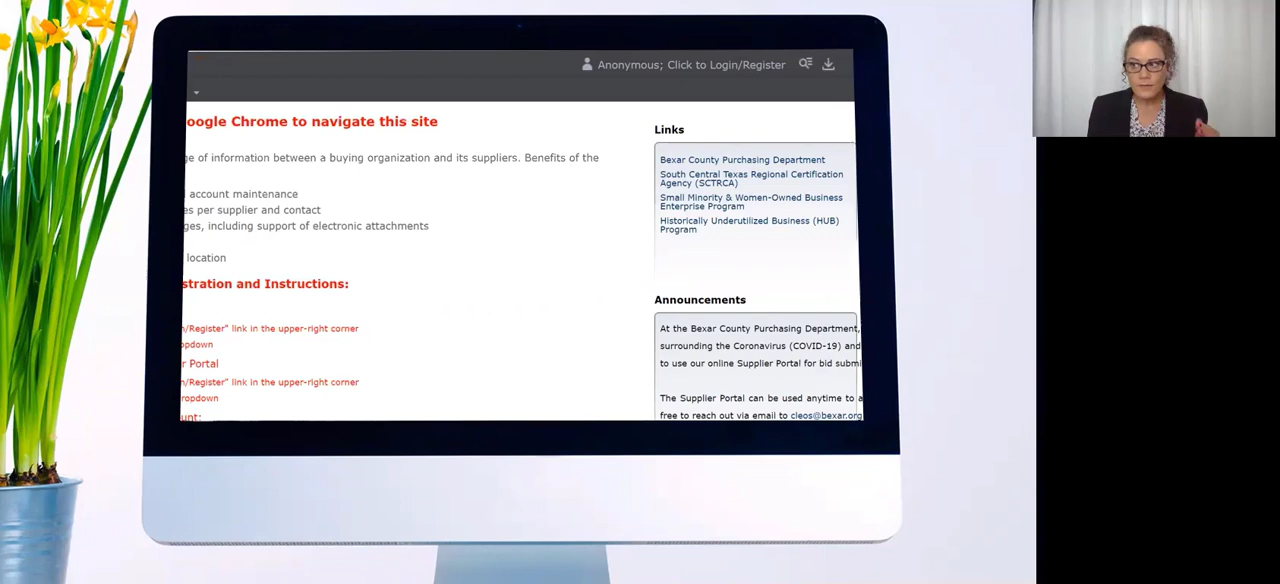 Anonymous; Click to Login/Register
oogle Chrome to navigate this site
ge of information between a buying organization and its suppliers. Benefits of the
account maintenance
es per supplier and contact
ges, including support of electronic attachments
location
stration and Instructions:
n/Register" link in the upper-right corner
opdown
r Portal
n/Register" link in the upper-right corner
ropdown
unt:
Links
Bexar County Purchasing Department
South Central Texas Regional Certification
Agency (SCTRCA)
Small Minority & Women-Owned Business
Enterprise Program
Historically Underutilized Business (HUB)
Program
Announcements
At the Bexar County Purchasing Department,
surrounding the Coronavirus (COVID-19) and
to use our online Supplier Portal for bid submi
The Supplier Portal can be used anytime to a
free to reach out via email to cleos@bexar.org